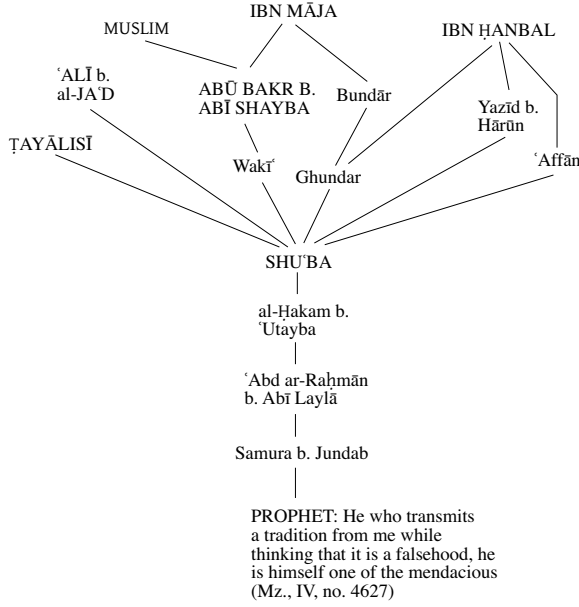 IBN MĀJA
MUSLIM
IBN ḤANBAL
ʿALĪ b.
al-JAʿD
ABŪ BAKR B.
ABĪ SHAYBA
Bundār
Yazīd b.
Hārūn
ṬAYĀLISĪ
Wakīʿ
Ghundar
ʿAffān
SHUʿBA
al-Ḥakam b.
ʿUtayba
ʿAbd ar-Raḥmān
b. Abī Laylā
Samura b. Jundab
PROPHET: He who transmits
a tradition from me while
thinking that it is a falsehood, he
is himself one of the mendacious
(Mz., IV, no. 4627)